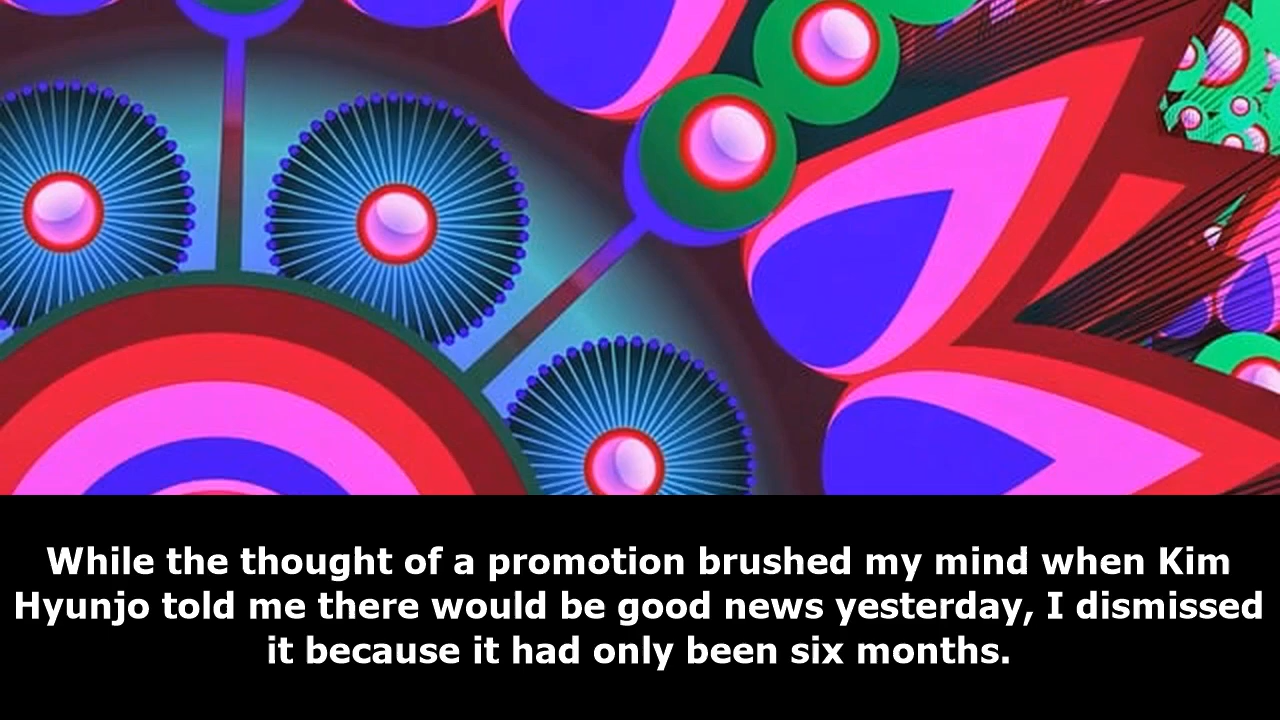 While the thought of a promotion brushed my mind when Kim
Hyunjo told me there would be good news yesterday, I dismissed
it because it had only been six months.